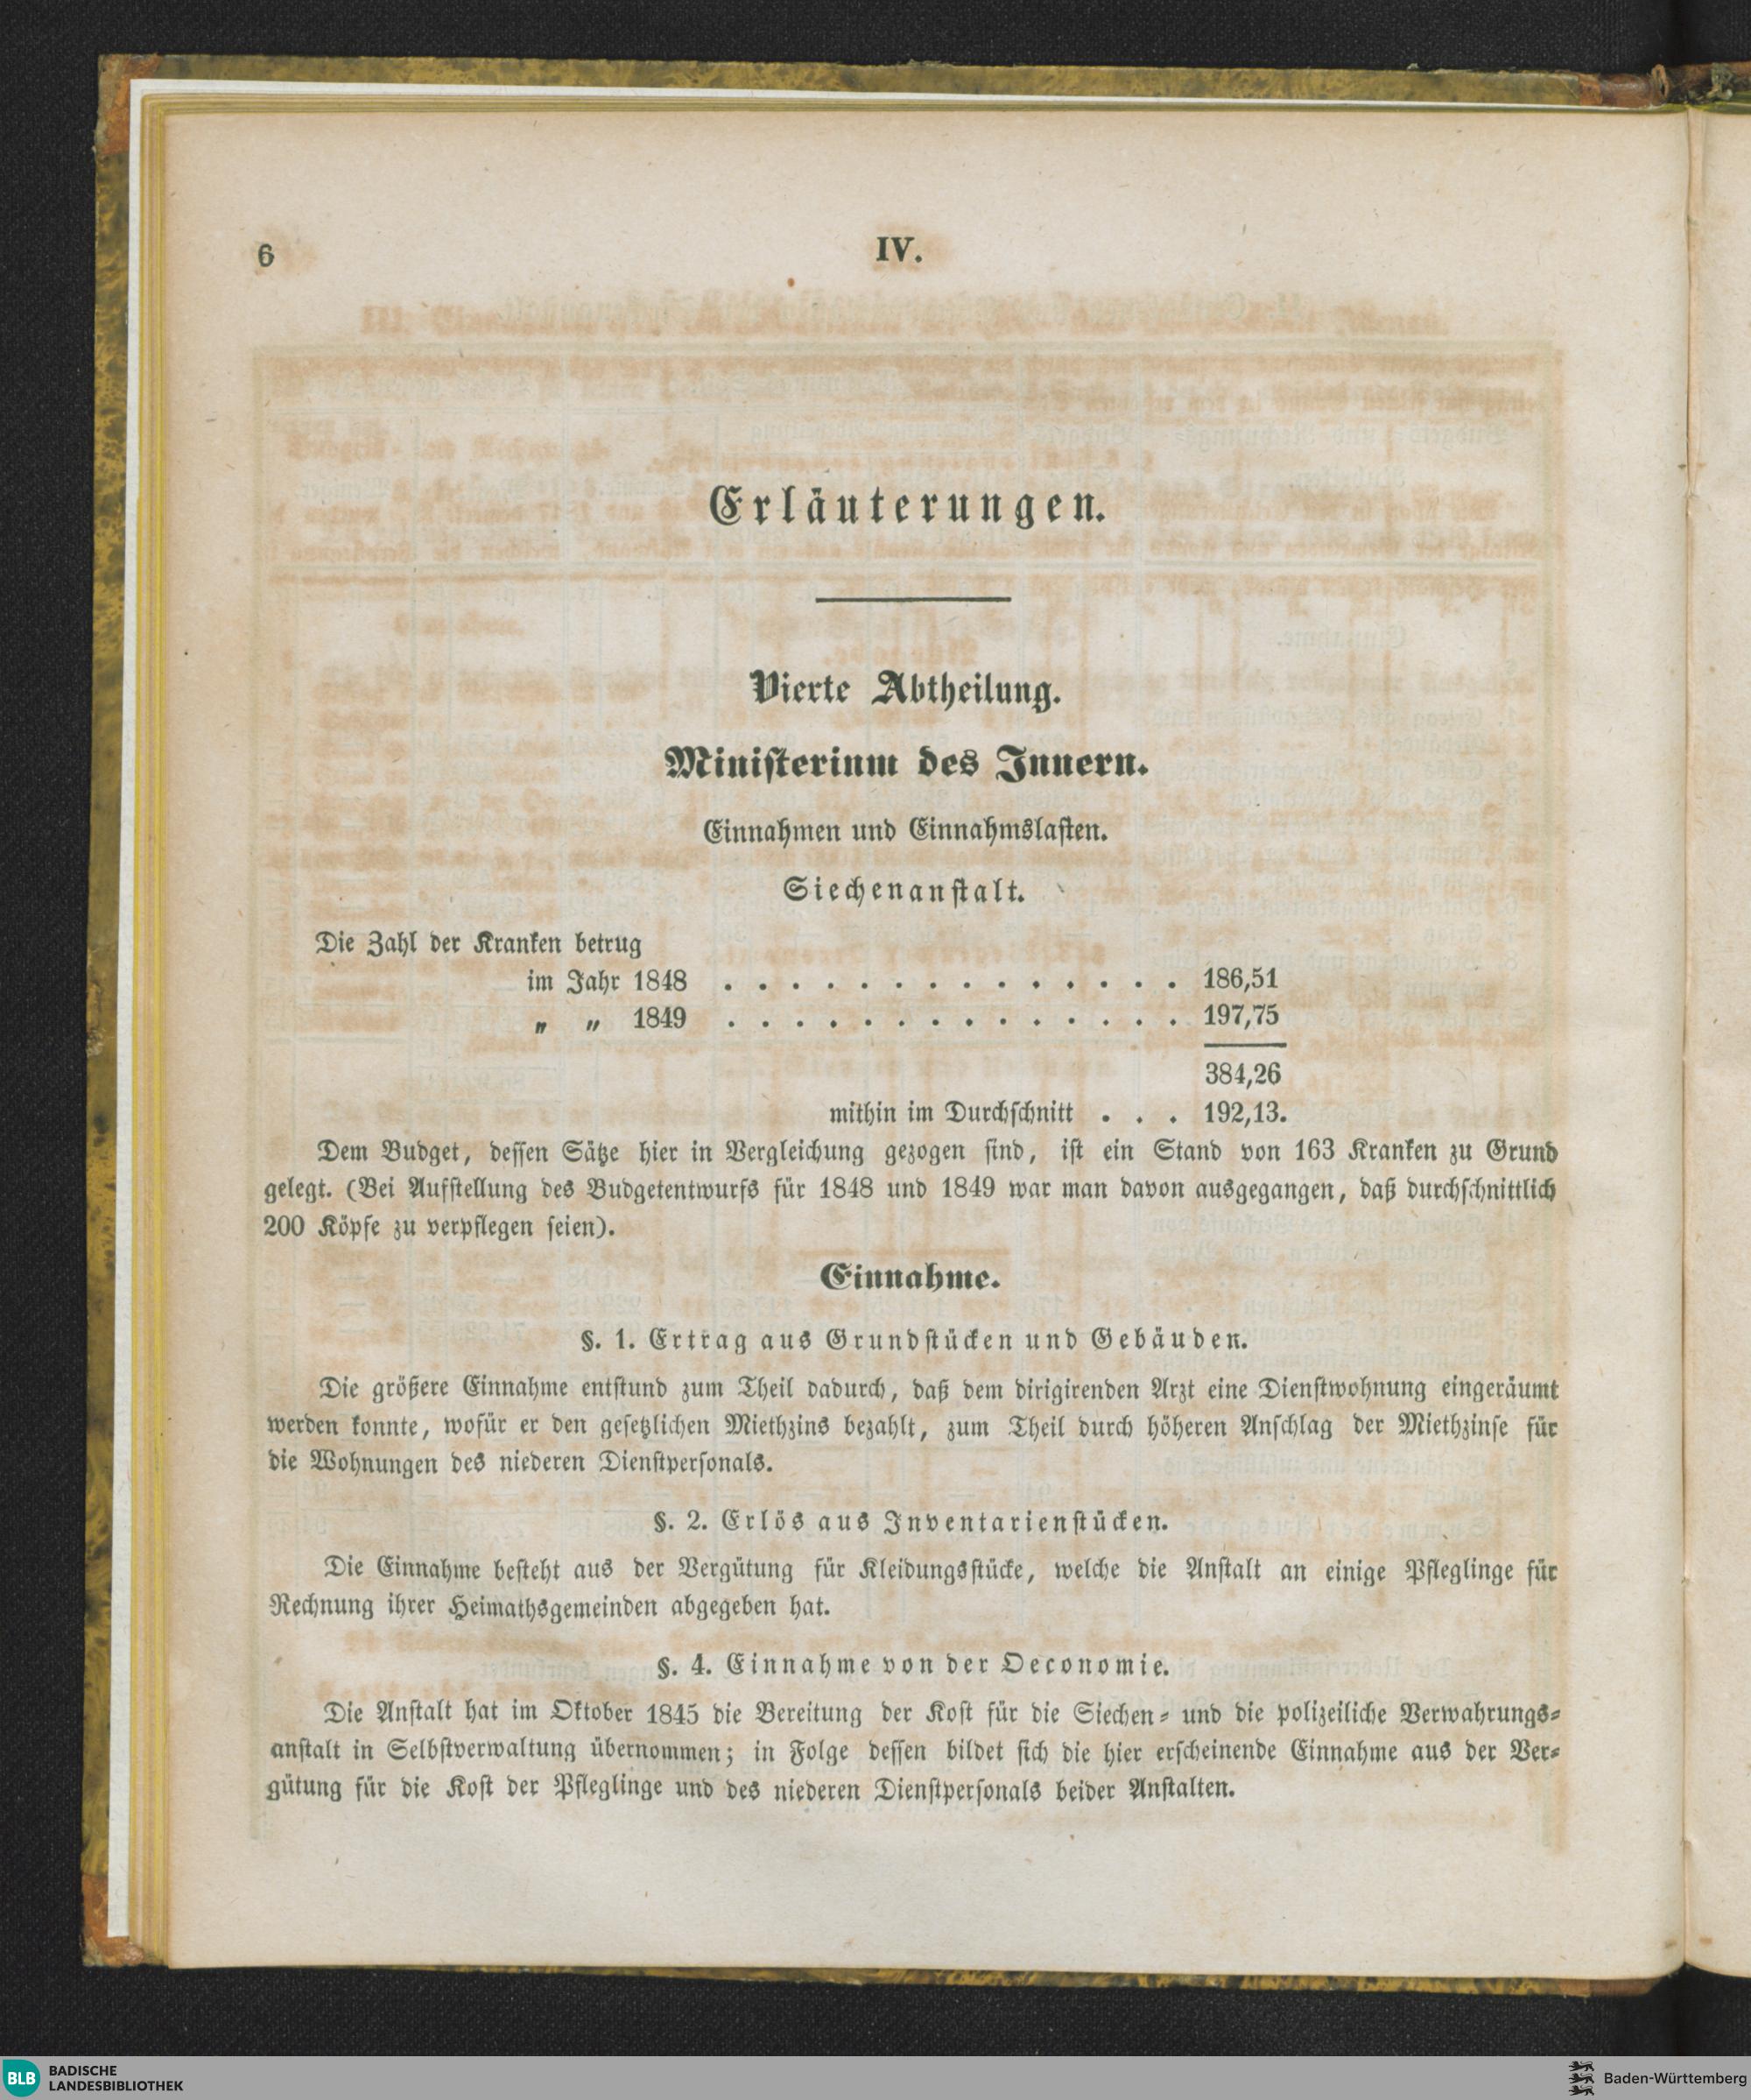 6
IV.
Erläuterungen.
Vierte Abtheilung.
Ministerium des Innern.
Einnahmen und Einnahmslasten.
Siechenanstalt.
Die Zahl der Kranken betrug
im Jahr 1848 . . . . . . . . . . . . . . 186,51
„ „ 1849 . . . . . . . . . . . . . . 197,75
384,26
mithin im Durchschnitt . . . 192,13.
Dem Budget, dessen Sätze hier in Vergleichung gezogen sind, ist ein Stand von 163 Kranken zu Grund
gelegt. (Bei Aufstellung des Budgetentwurfs für 1848 und 1849 war man davon ausgegangen, daß durchschnittlich
200 Köpfe zu verpflegen seien).
Einnahme.
§. 1. Ertrag aus Grundstücken und Gebäuden.
Die größere Einnahme entstund zum Theil dadurch, daß dem dirigirenden Arzt eine Dienstwohnung eingeräumt
werden konnte, wofür er den gesetzlichen Miethzins bezahlt, zum Theil durch höheren Anschlag der Miethzinse für
die Wohnungen des niederen Dienstpersonals.
§. 2. Erlös aus Inventarienstücken.
Die Einnahme besteht aus der Vergütung für Kleidungsstücke, welche die Anstalt an einige Pfleglinge für
Rechnung ihrer Heimathsgemeinden abgegeben hat.
§. 4. Einnahme von der Oeconomie.
Die Anstalt hat im Oktober 1845 die Bereitung der Kost für die Siechen- und die polizeiliche Verwahrungs-
anstalt in Selbstverwaltung übernommen; in Folge dessen bildet sich die hier erscheinende Einnahme aus der Ver-
gütung für die Kost der Pfleglinge und des niederen Dienstpersonals beider Anstalten.
BLB
BADISCHE
LANDESBIBLIOTHEK
Baden-Württemberg